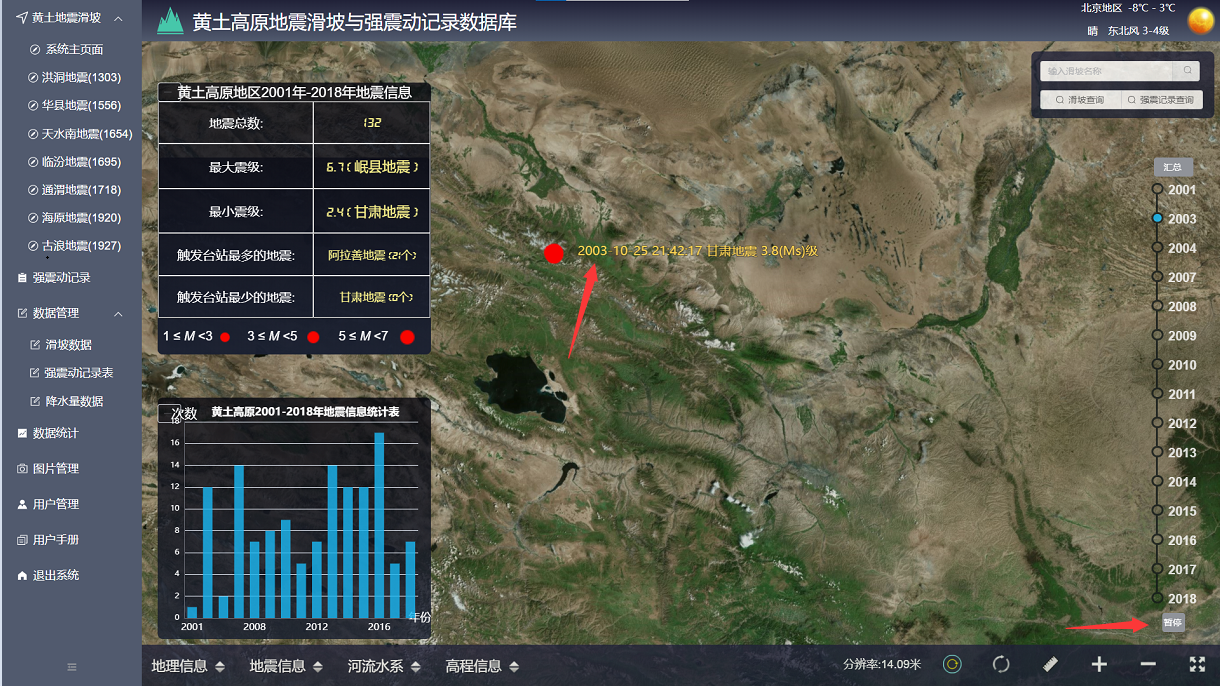 黄土地震滑坡
系统主页面
洪洞地震(1303)
华县地震(1556)
天水南地震(1654)
临汾地震(1695)
通渭地震(1718)
海原地震(1920)
古浪地震(1927)
强震动记录
数据管理
滑坡数据
强震动记录表
降水量数据
数据统计
图片管理
用户管理
用户手册
退出系统
黄土高原地震滑坡与强震动记录数据库
北京地区 -8℃ - 3℃
晴 东北风 3-4级
输入滑坡名称
滑坡查询 强震记录查询
黄土高原地区2001年-2018年地震信息
地震总数: 132
最大震级: 6.7(岷县地震)
最小震级: 2.4(甘肃地震)
触发台站最多的地震: 阿拉善地震(21个)
触发台站最少的地震: 甘肃地震(0个)
1 ≤ M <3 3 ≤ M <5 5 ≤ M <7
2003-10-25 21:42:17 甘肃地震 3.8(Ms)级
次数 黄土高原2001-2018年地震信息统计表
18
16
14
12
10
8
6
4
2
0
2001 2008 2012 2016
年份
汇总
2001
2003
2004
2007
2008
2009
2010
2011
2012
2013
2014
2015
2016
2017
2018
暂停
地理信息 地震信息 河流水系 高程信息 分辨率:14.09米